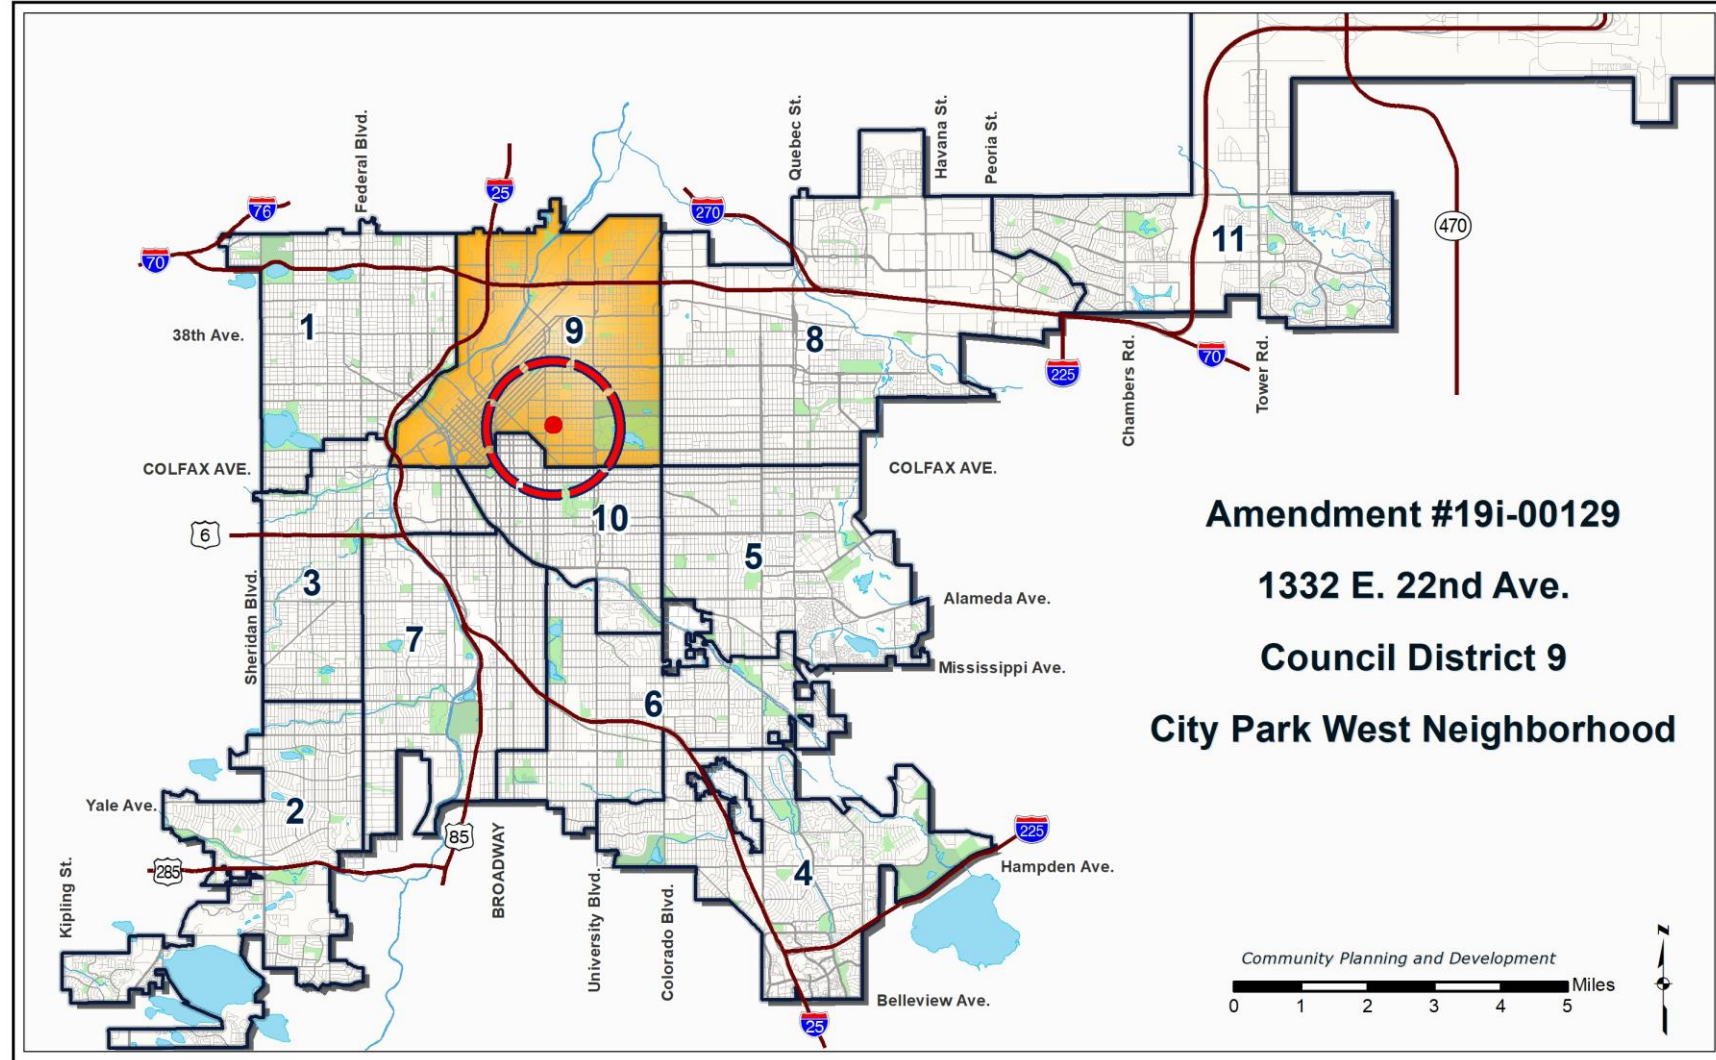 Federal Blvd.
Quebec St.
Havana St.
Peoria St.
25
76
270
70
470
11
1
9
8
38th Ave.
225
70
Chambers Rd.
Tower Rd.
COLFAX AVE.
COLFAX AVE.
10
6
5
3
Sheridan Blvd.
7
Alameda Ave.
Mississippi Ave.
6
Amendment #19i-00129
1332 E. 22nd Ave.
Council District 9
City Park West Neighborhood
Yale Ave.
2
85
225
285
4
Hampden Ave.
Kipling St.
BROADWAY
University Blvd.
Colorado Blvd.
Belleview Ave.
25
Community Planning and Development
Miles
0 1 2 3 4 5
N